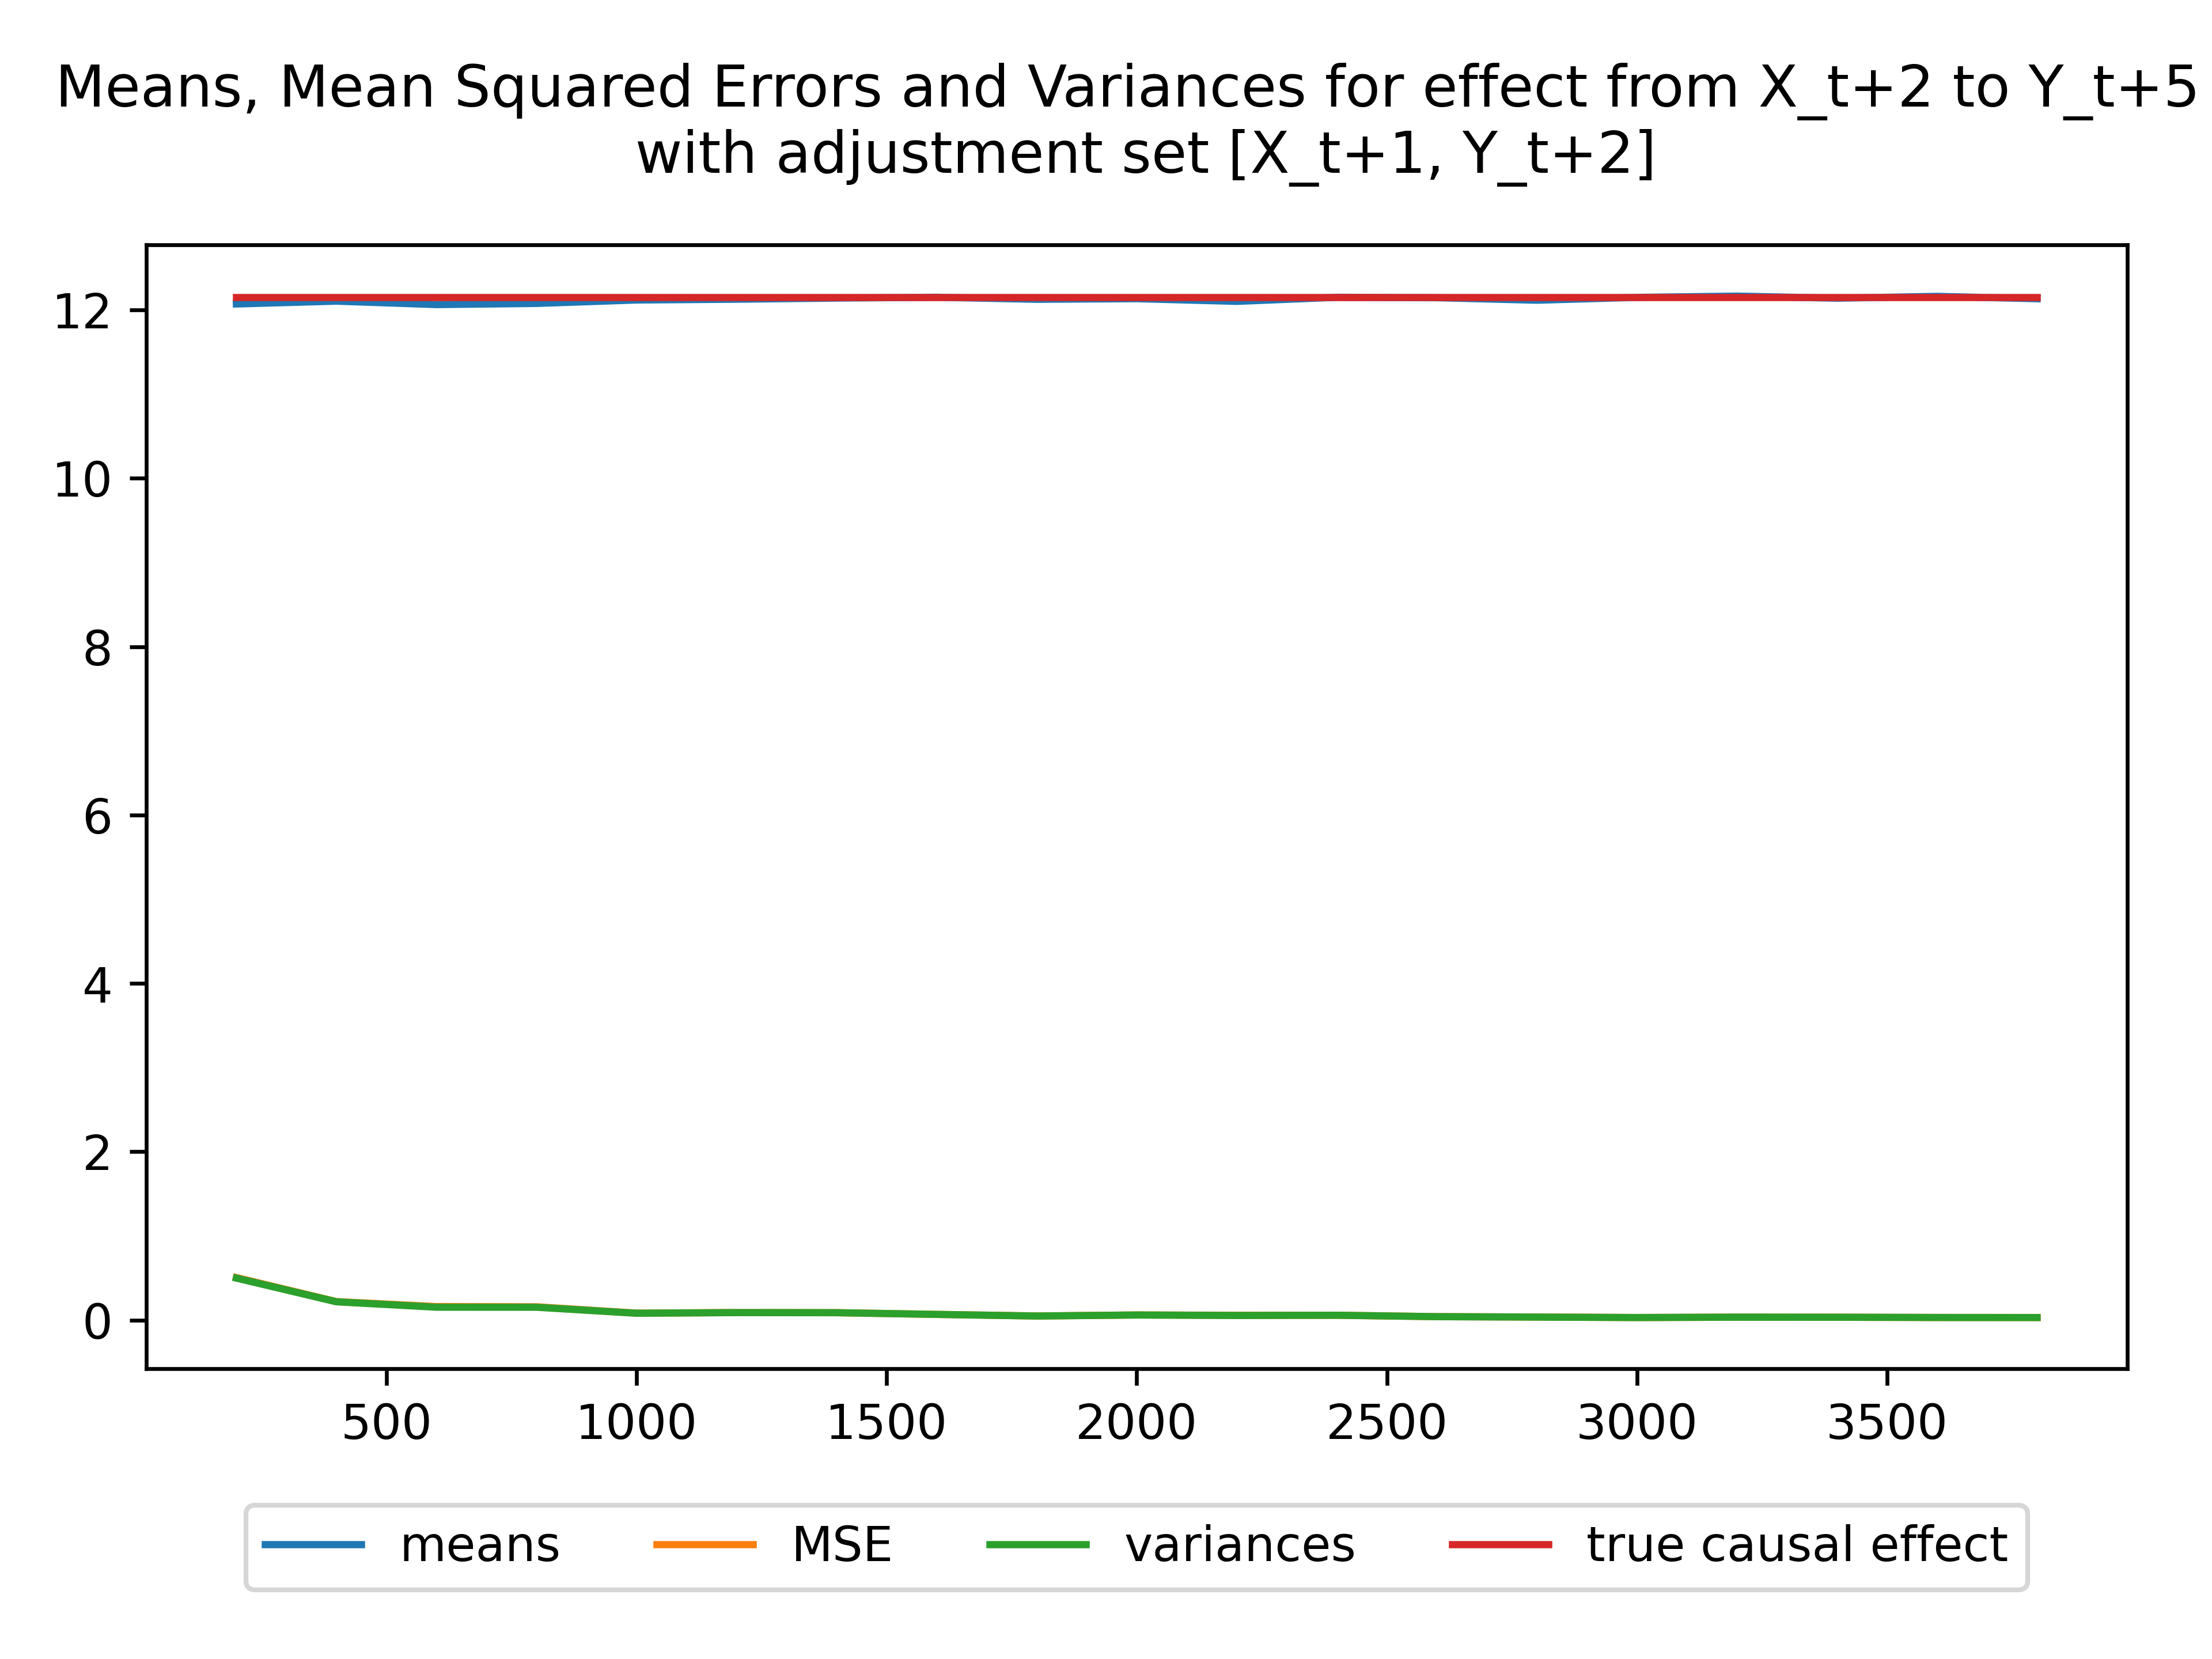 Means, Mean Squared Errors and Variances for effect from X_t+2 to Y_t+5
with adjustment set [X_t+1, Y_t+2]
12
10
8
6
4
2
0
500 1000 1500 2000 2500 3000 3500
means MSE variances true causal effect